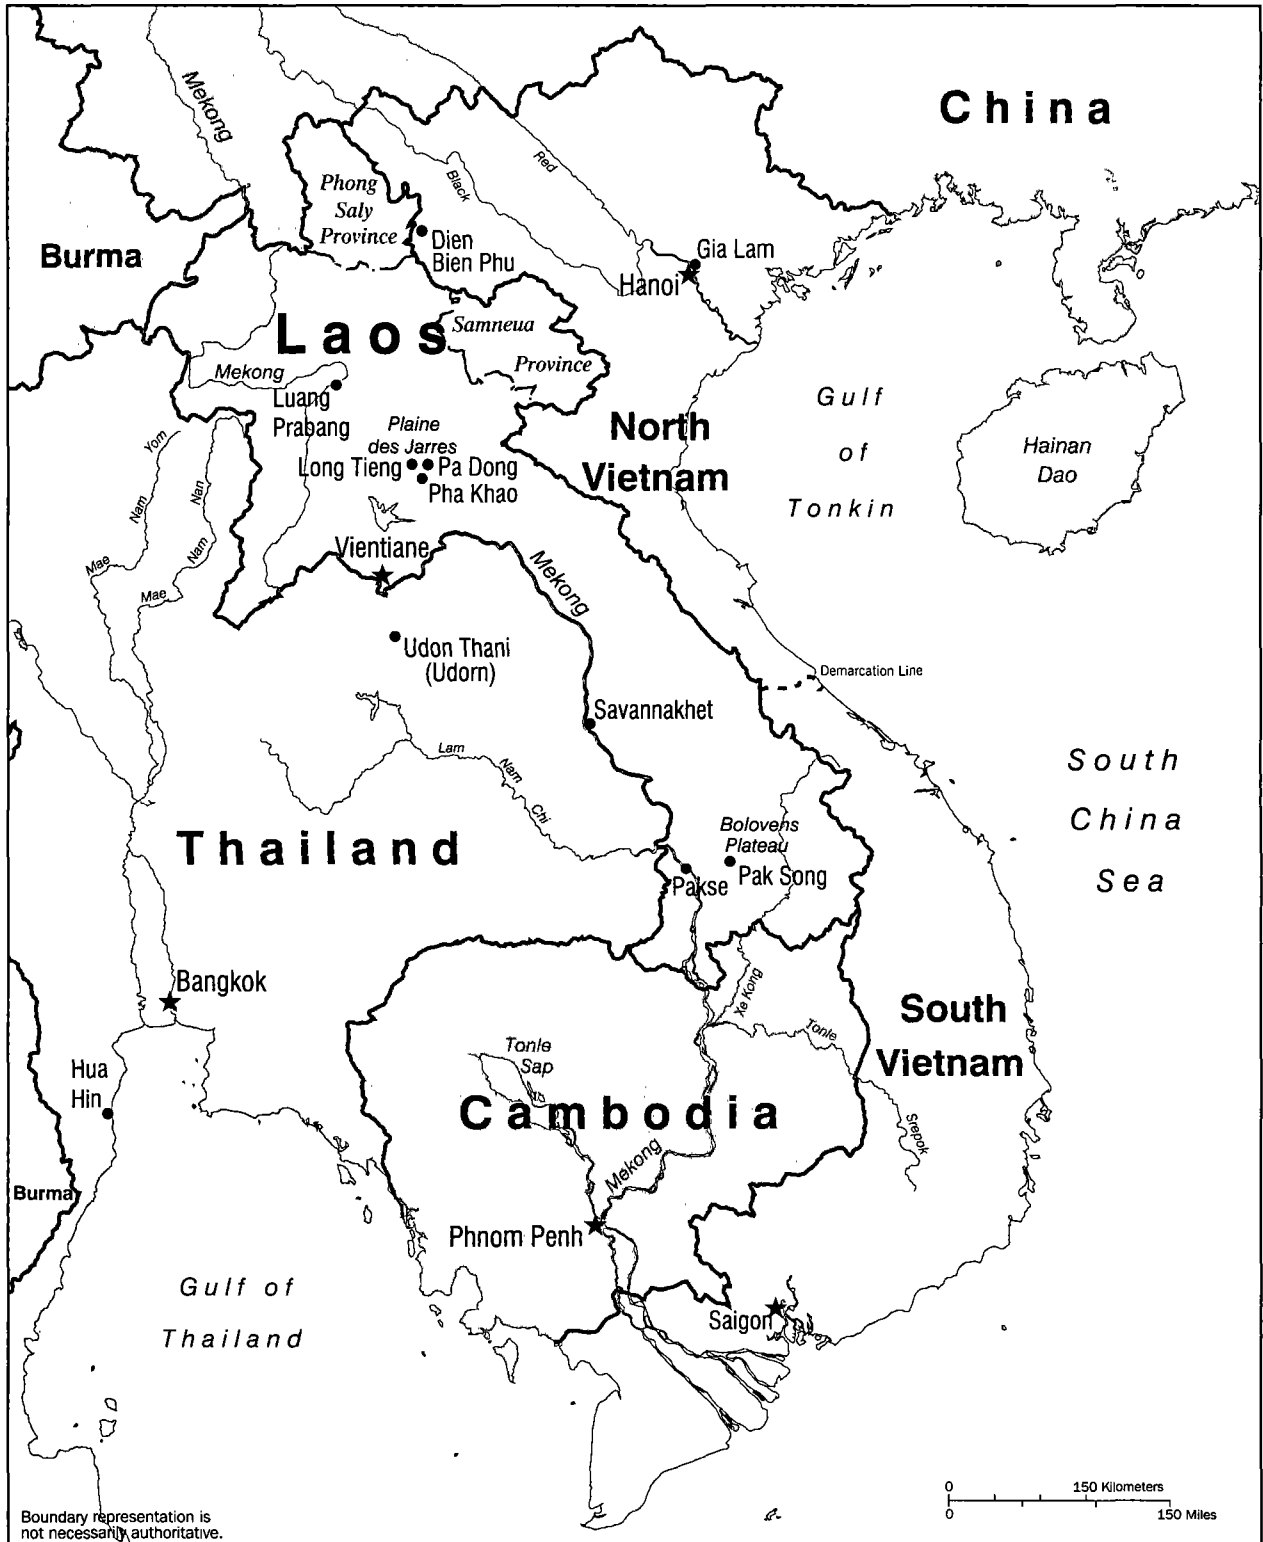 China
Mekong
Red
Black
Phong
Saly
Province
Burma
Dien
Bien Phu
Gia Lam
Hanoi
Laos
Samneua
Province
Mekong
Luang
Prabang
Plaine
des Jarres
Long Tieng
Pa Dong
Pha Khao
North
Vietnam
Gulf
of
Tonkin
Hainan
Dao
Yom
Nam
Mae
Nan
Nam
Mae
Vientiane
Mekong
Udon Thani
(Udorn)
Demarcation Line
Savannakhet
Lam
Nam
Chi
South
China
Sea
Thailand
Bolovens
Plateau
Pak Song
Pakse
Bangkok
Xe Kong
Tonle
Srepok
South
Vietnam
Hua
Hin
Tonle
Sap
Cambodia
Mekong
Burma
Phnom Penh
Gulf of
Thailand
Saigon
0 150 Kilometers
0 150 Miles
Boundary representation is
not necessarily authoritative.